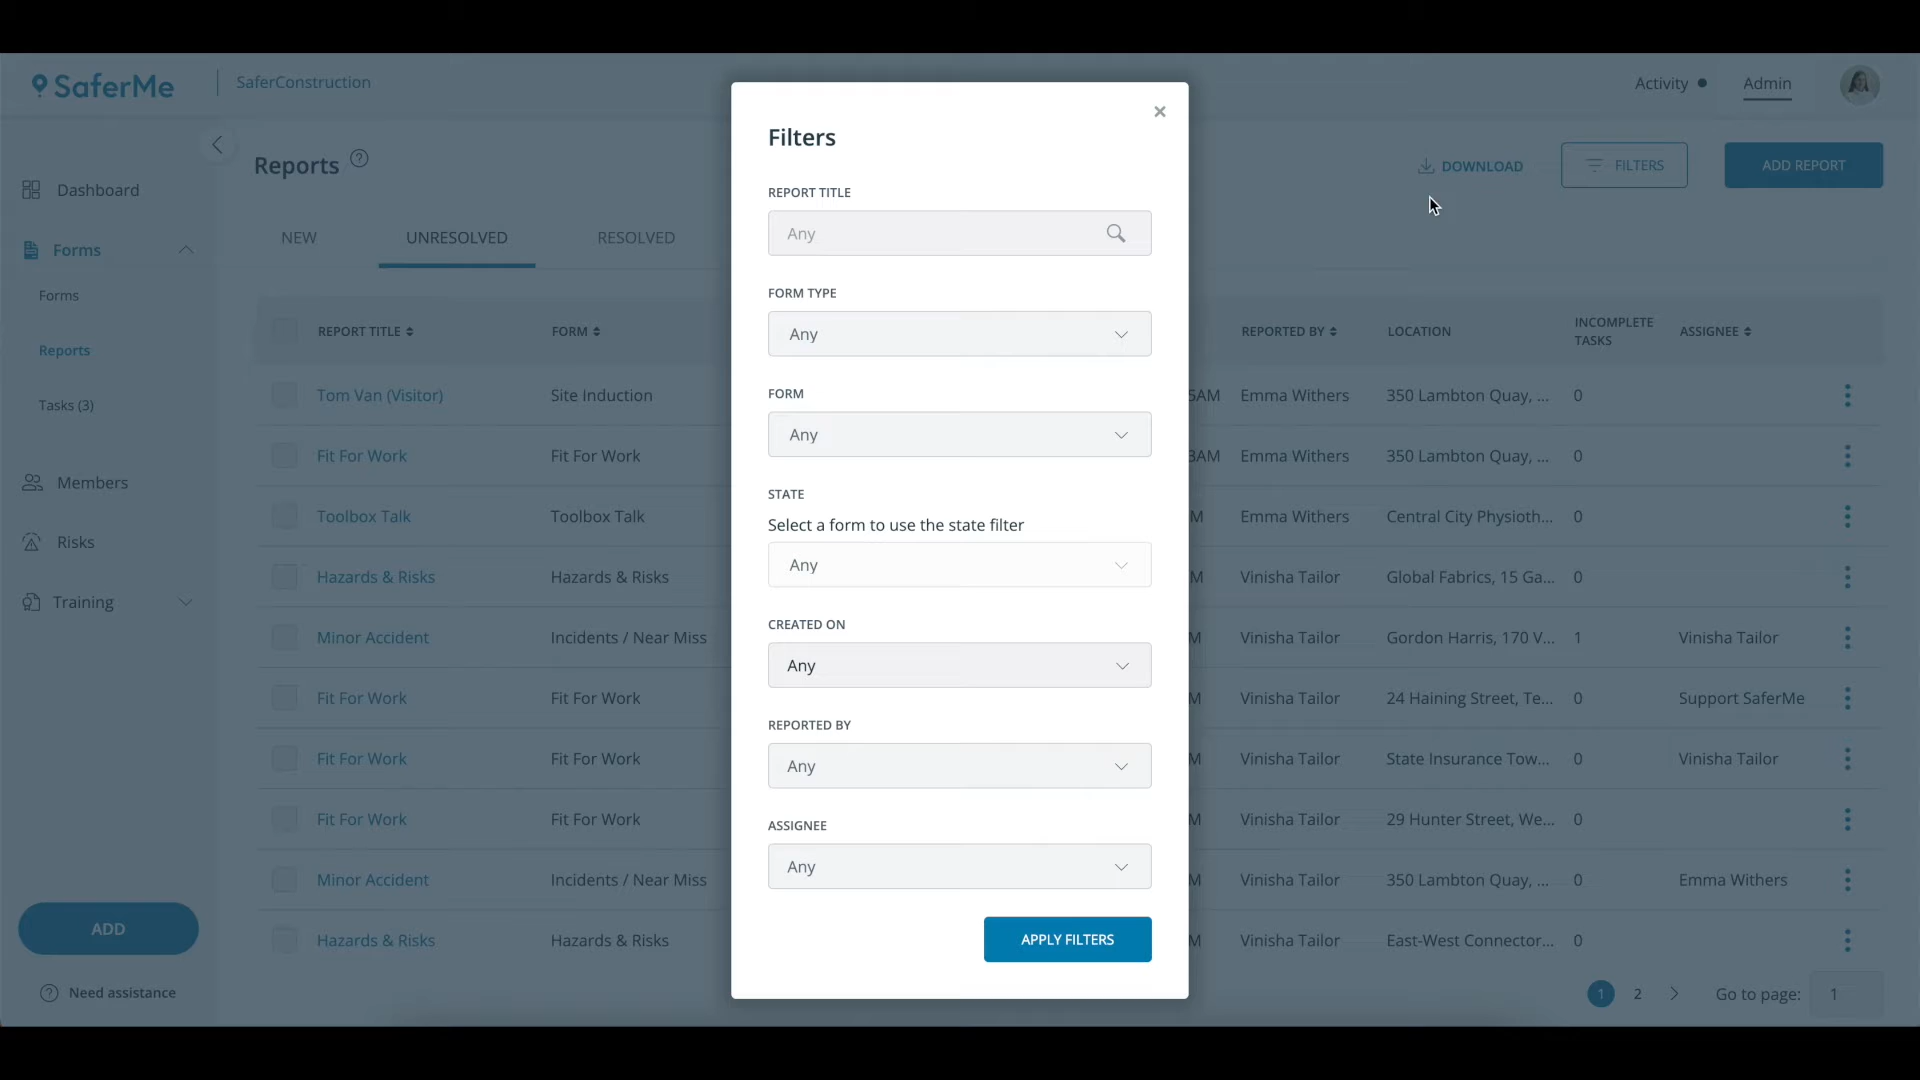 SaferMe
SaferConstruction
Activity
Admin
Dashboard
Forms
Forms
Reports
Tasks (3)
Members
Risks
Training
ADD
Need assistance
Reports
DOWNLOAD
FILTERS
ADD REPORT
NEW
UNRESOLVED
RESOLVED
REPORT TITLE FORM REPORTED BY LOCATION INCOMPLETE TASKS ASSIGNEE
Tom Van (Visitor) Site Induction 5AM Emma Withers 350 Lambton Quay, ... 0
Fit For Work Fit For Work 3AM Emma Withers 350 Lambton Quay, ... 0
Toolbox Talk Toolbox Talk M Emma Withers Central City Physioth... 0
Hazards & Risks Hazards & Risks M Vinisha Tailor Global Fabrics, 15 Ga... 0
Minor Accident Incidents / Near Miss M Vinisha Tailor Gordon Harris, 170 V... 1 Vinisha Tailor
Fit For Work Fit For Work M Vinisha Tailor 24 Haining Street, Te... 0 Support SaferMe
Fit For Work Fit For Work M Vinisha Tailor State Insurance Tow... 0 Vinisha Tailor
Fit For Work Fit For Work M Vinisha Tailor 29 Hunter Street, We... 0
Minor Accident Incidents / Near Miss M Vinisha Tailor 350 Lambton Quay, ... 0 Emma Withers
Hazards & Risks Hazards & Risks M Vinisha Tailor East-West Connector... 0
1 2 Go to page: 1
Filters
REPORT TITLE
Any
FORM TYPE
Any
FORM
Any
STATE
Select a form to use the state filter
Any
CREATED ON
Any
REPORTED BY
Any
ASSIGNEE
Any
APPLY FILTERS